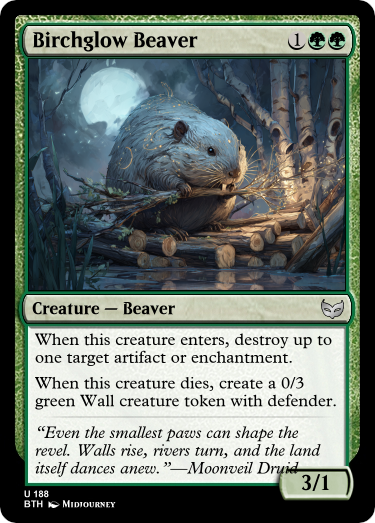 Birchglow Beaver 1
Creature — Beaver
When this creature enters, destroy up to
one target artifact or enchantment.
When this creature dies, create a 0/3
green Wall creature token with defender.
“Even the smallest paws can shape the
revel. Walls rise, rivers turn, and the land
itself dances anew.”—Moonveil Druid
3/1
U 188
BTH Midjourney